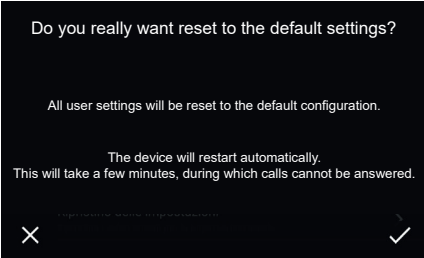 Do you really want reset to the default settings?
All user settings will be reset to the default configuration.
The device will restart automatically.
This will take a few minutes, during which calls cannot be answered.